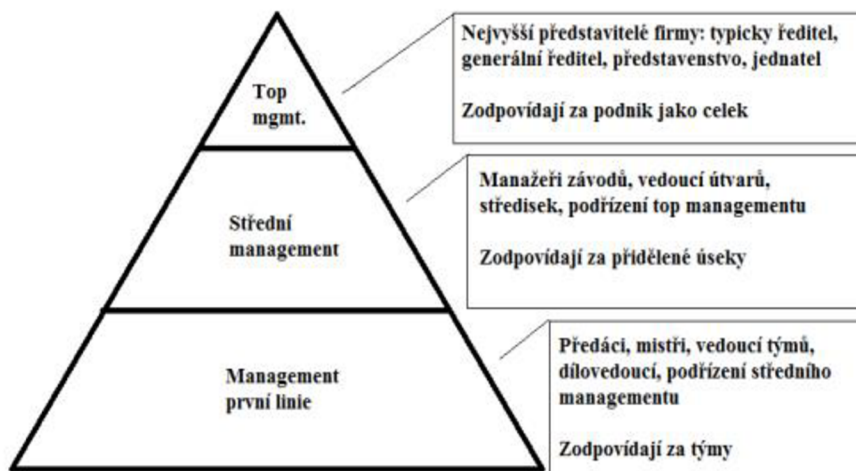 Top
mgmt.
Nejvyšší představitelé firmy: typicky ředitel,
generální ředitel, představenstvo, jednatel
Zodpovídají za podnik jako celek
Střední
management
Manažeři závodů, vedoucí útvarů,
středisek, podřízení top managementu
Zodpovídají za přidělené úseky
Management
první linie
Předáci, mistři, vedoucí týmů,
dílovedoucí, podřízení středního
managementu
Zodpovídají za týmy